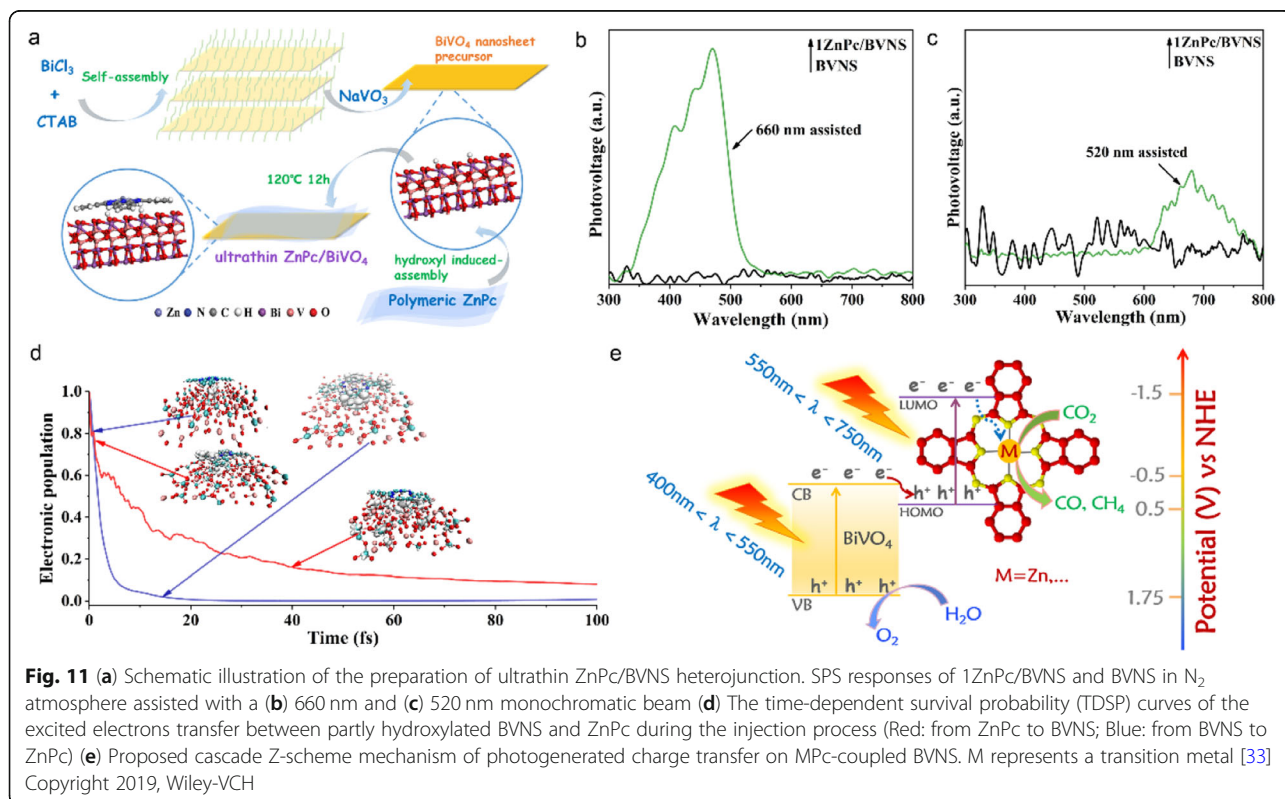 a
BiCl3
+
CTAB
Self-assembly
NaVO3
BiVO4 nanosheet
precursor
120℃ 12h
ultrathin ZnPc/BiVO4
hydroxyl induced-
assembly
Polymeric ZnPc
Zn N C H Bi V O
b
1ZnPc/BVNS
BVNS
660 nm assisted
Photovoltage (a.u.)
300 400 500 600 700 800
Wavelength (nm)
c
1ZnPc/BVNS
BVNS
520 nm assisted
Photovoltage (a.u.)
300 400 500 600 700 800
Wavelength (nm)
d
Electronic population
1.0
0.8
0.6
0.4
0.2
0.0
0 20 40 60 80 100
Time (fs)
e
550nm < λ < 750nm
400nm < λ < 550nm
e⁻ e⁻ e⁻
LUMO
M
CO2
CO, CH4
e⁻ e⁻ e⁻
CB
h⁺ h⁺ h⁺
HOMO
BiVO4
h⁺ h⁺ h⁺
VB
H2O
O2
M=Zn,...
-1.5
-0.5
0.5
1.75
Potential (V) vs NHE
Fig. 11 (a) Schematic illustration of the preparation of ultrathin ZnPc/BVNS heterojunction. SPS responses of 1ZnPc/BVNS and BVNS in N2
atmosphere assisted with a (b) 660 nm and (c) 520 nm monochromatic beam (d) The time-dependent survival probability (TDSP) curves of the
excited electrons transfer between partly hydroxylated BVNS and ZnPc during the injection process (Red: from ZnPc to BVNS; Blue: from BVNS to
ZnPc) (e) Proposed cascade Z-scheme mechanism of photogenerated charge transfer on MPc-coupled BVNS. M represents a transition metal [33]
Copyright 2019, Wiley-VCH